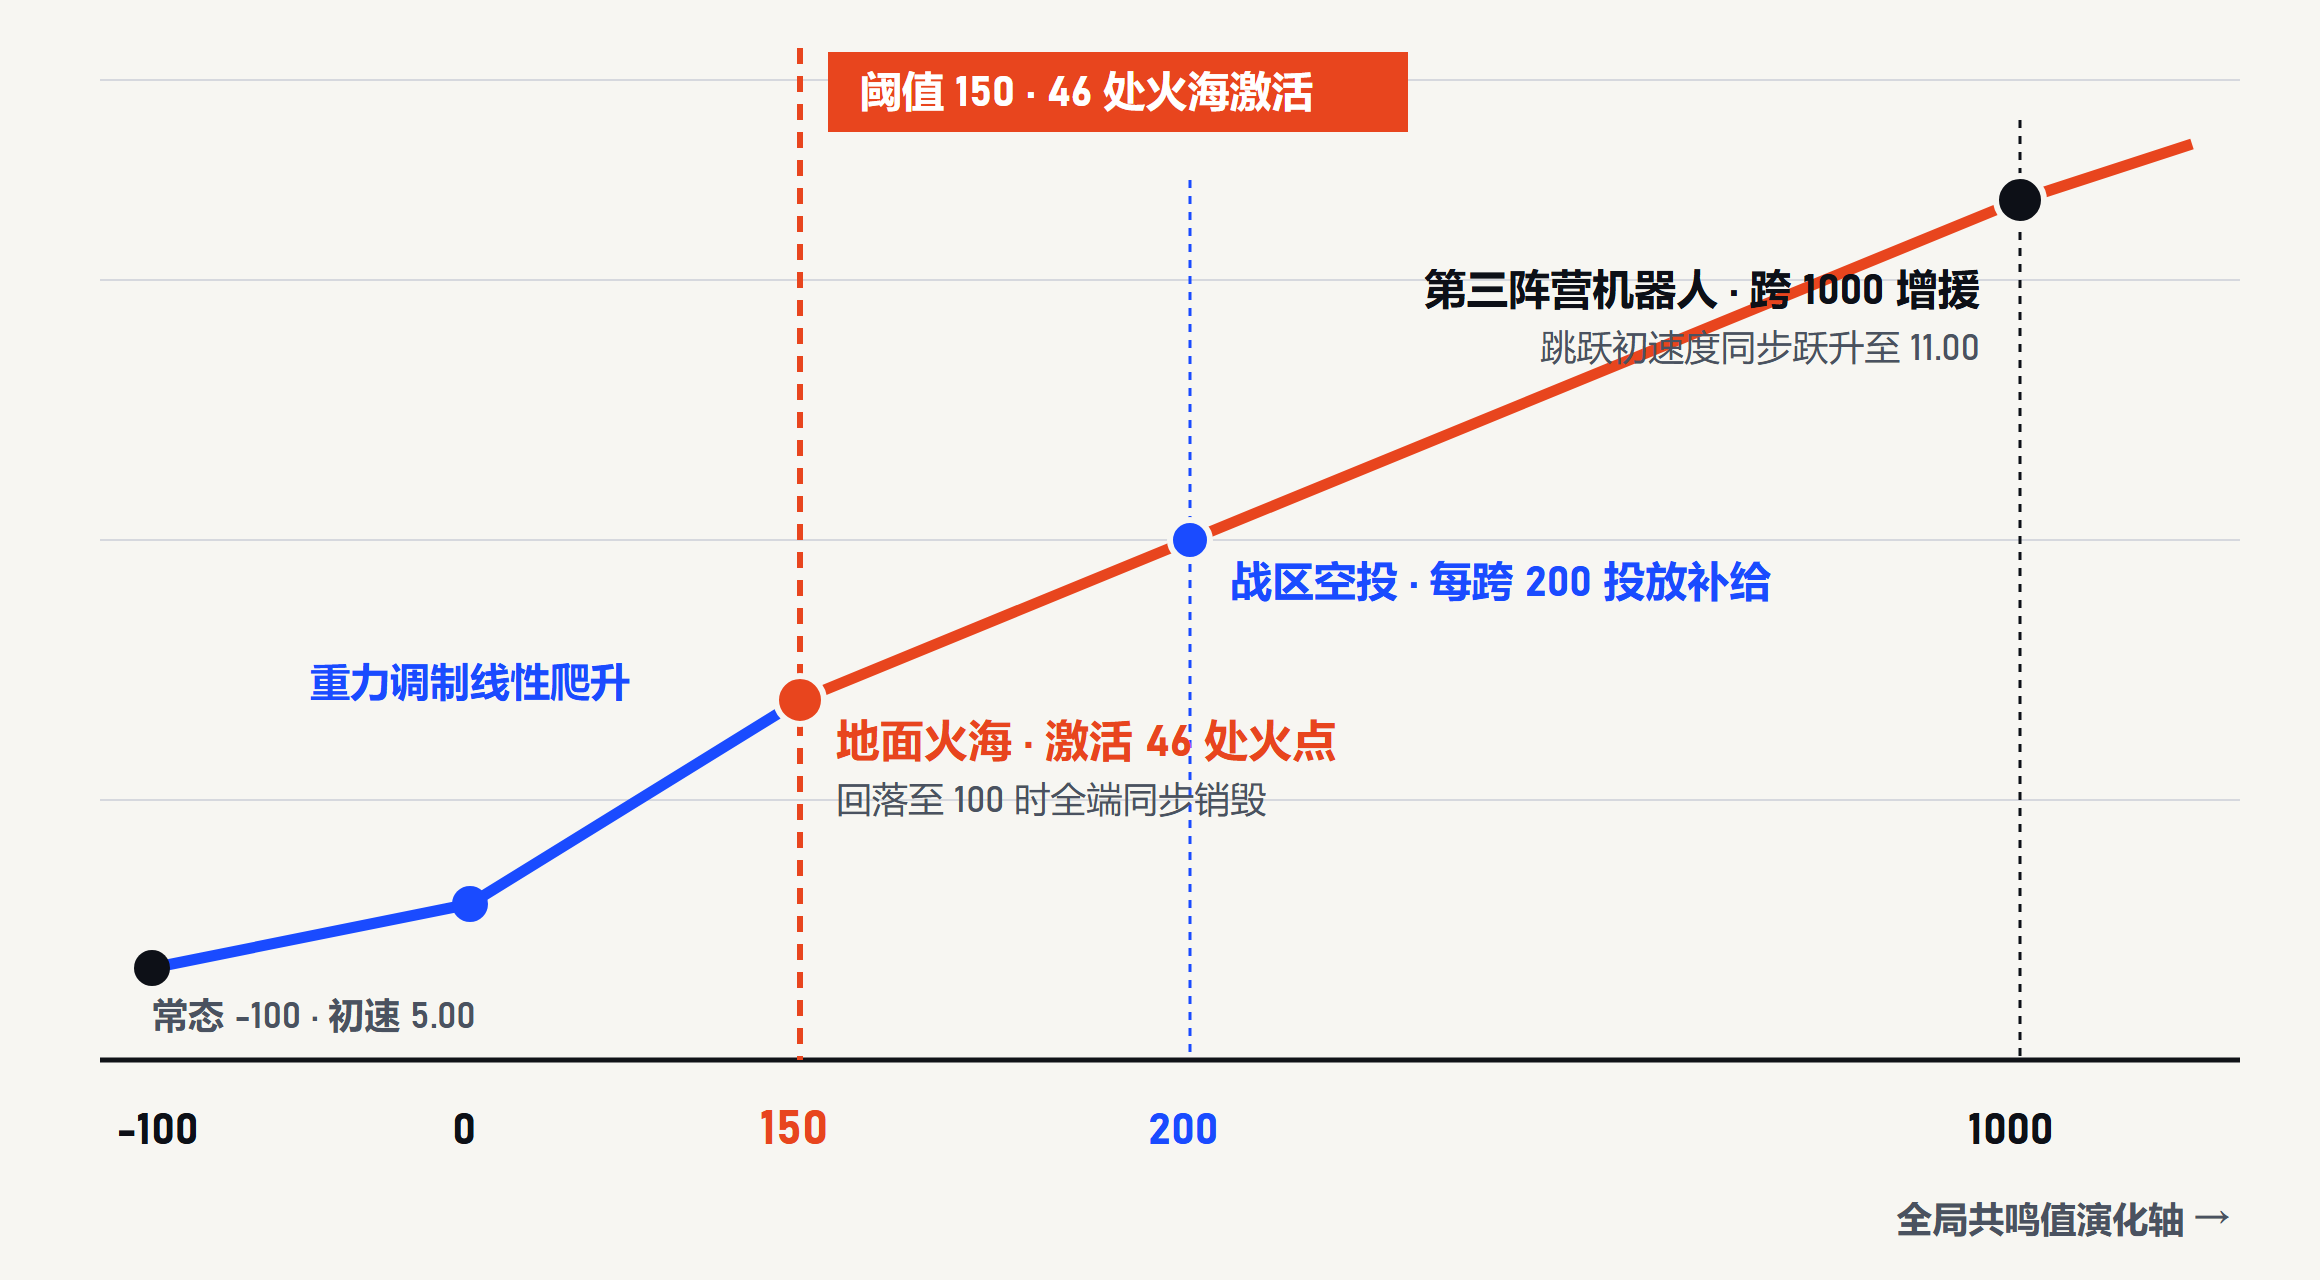 阈值 150 · 46 处火海激活
第三阵营机器人 · 跨 1000 增援
跳跃初速度同步跃升至 11.00
战区空投 · 每跨 200 投放补给
重力调制线性爬升
地面火海 · 激活 46 处火点
回落至 100 时全端同步销毁
常态 -100 · 初速 5.00
-100 0 150 200 1000
全局共鸣值演化轴 →